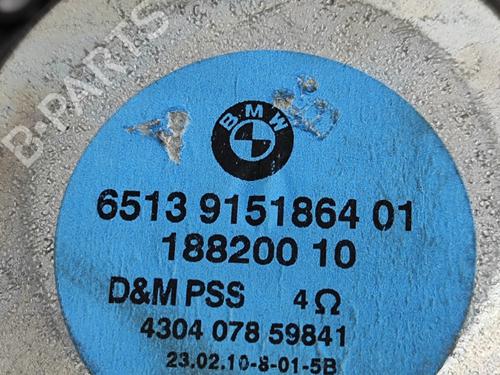 B-PARTS
BMW
6513 9151864 01
188200 10
D&M PSS 4Ω
4304 078 59841
23.02.10-8-01-5B